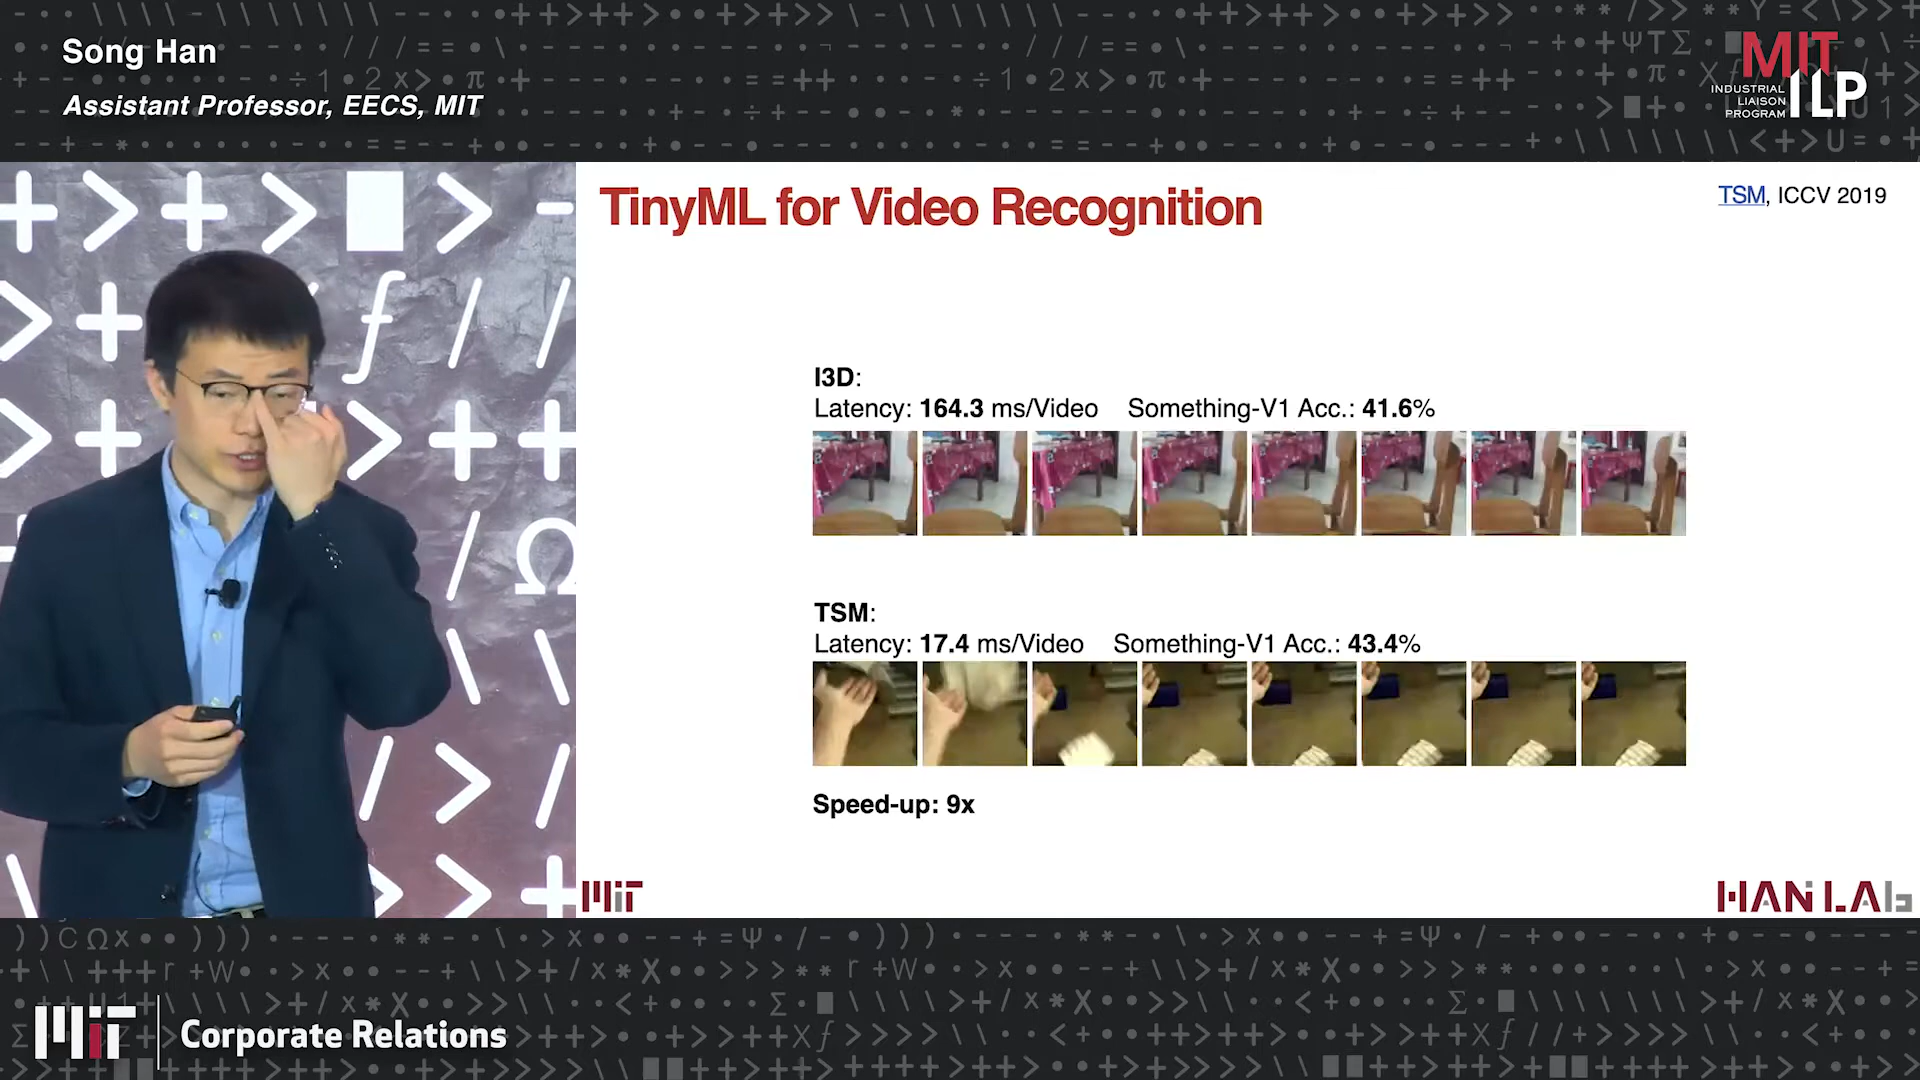 Song Han
Assistant Professor, EECS, MIT
MIT
ILP
INDUSTRIAL
LIAISON
PROGRAM
TinyML for Video Recognition
TSM, ICCV 2019
I3D:
Latency: 164.3 ms/Video Something-V1 Acc.: 41.6%
TSM:
Latency: 17.4 ms/Video Something-V1 Acc.: 43.4%
Speed-up: 9x
MIT
HAN LAb
MIT
Corporate Relations